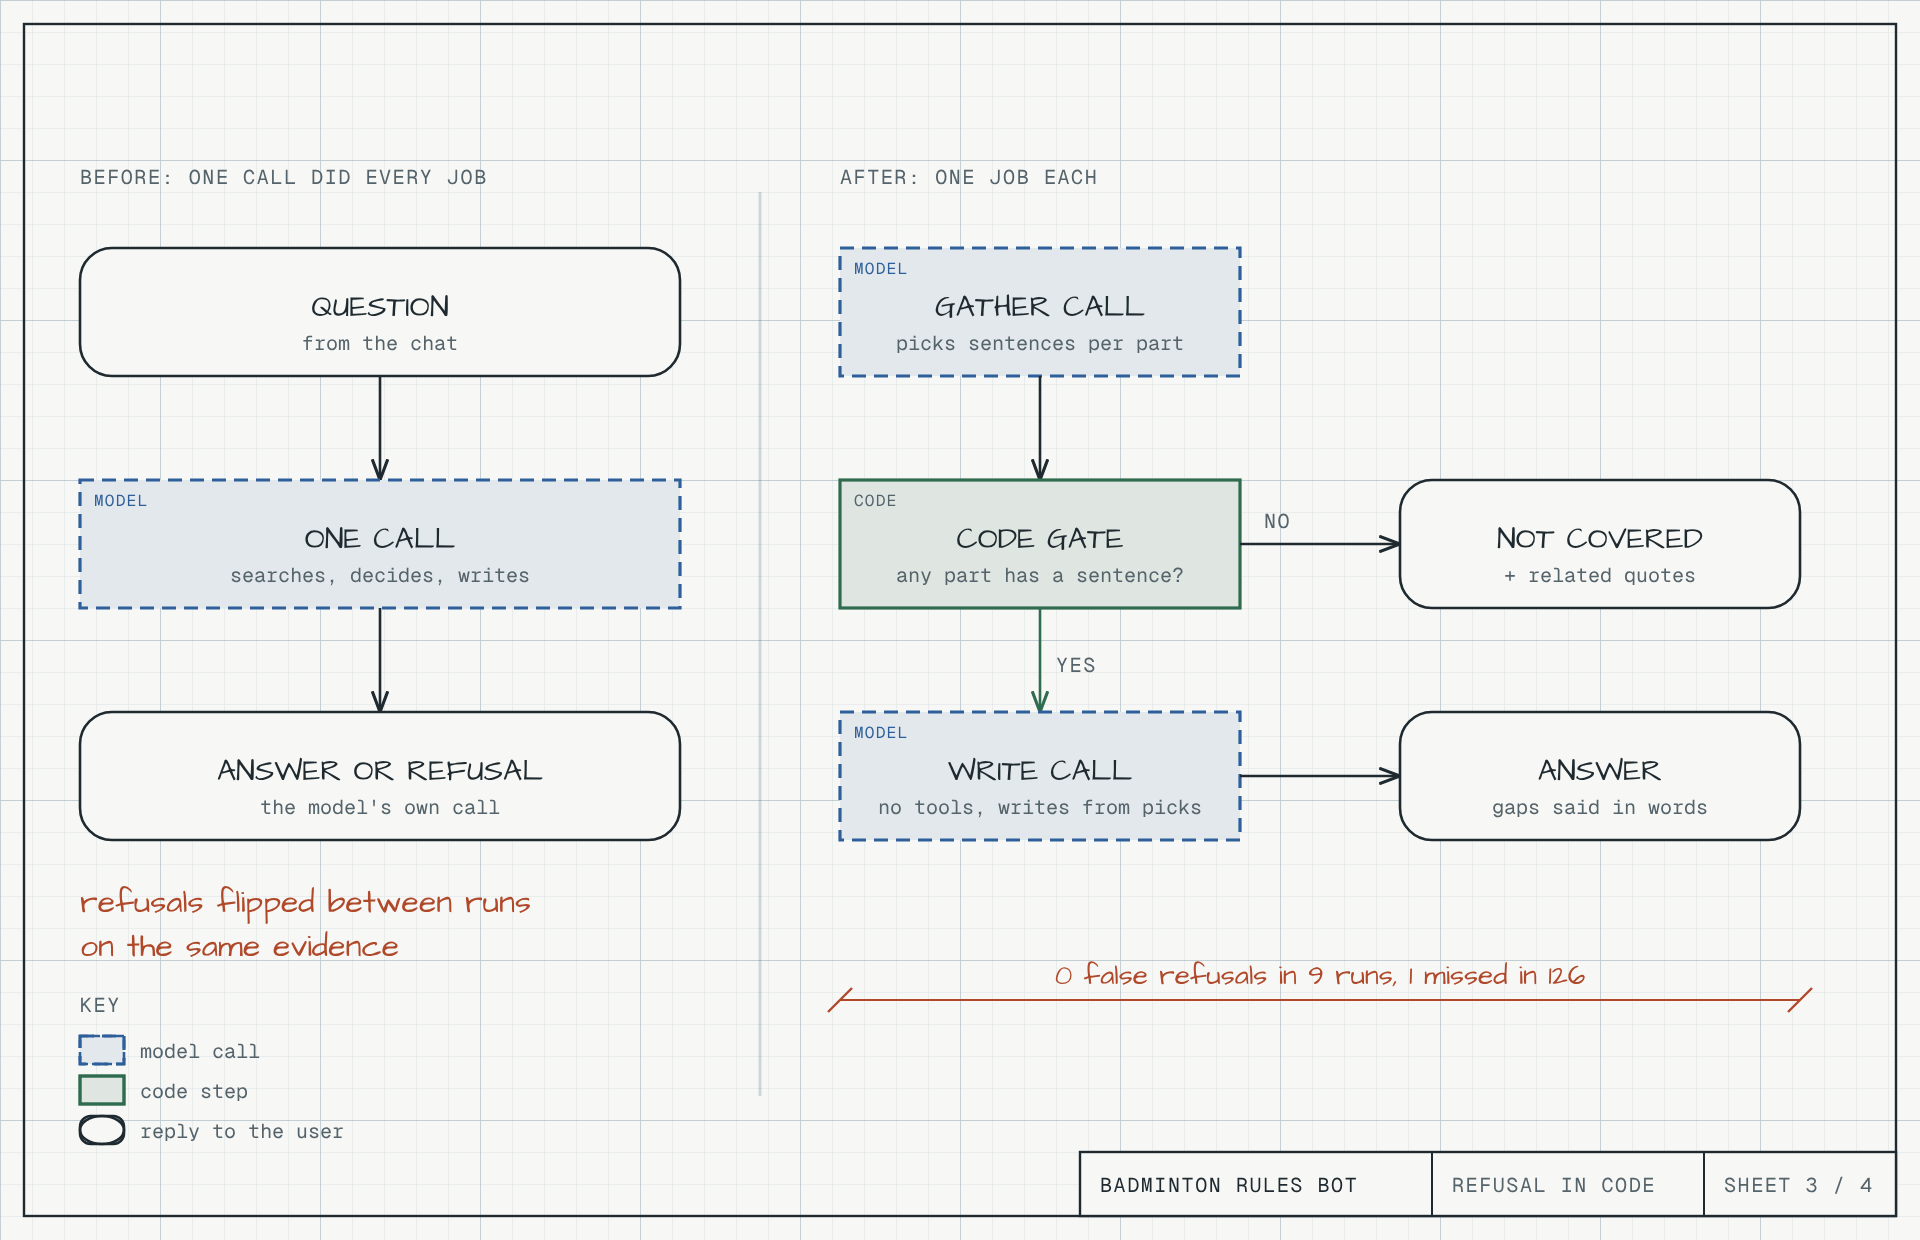 BEFORE: ONE CALL DID EVERY JOB
QUESTION
from the chat
MODEL
ONE CALL
searches, decides, writes
ANSWER OR REFUSAL
the model's own call
refusals flipped between runs
on the same evidence
KEY
model call
code step
reply to the user
AFTER: ONE JOB EACH
MODEL
GATHER CALL
picks sentences per part
CODE
CODE GATE
any part has a sentence?
NO
NOT COVERED
+ related quotes
YES
MODEL
WRITE CALL
no tools, writes from picks
ANSWER
gaps said in words
0 false refusals in 9 runs, 1 missed in 126
BADMINTON RULES BOT
REFUSAL IN CODE
SHEET 3 / 4